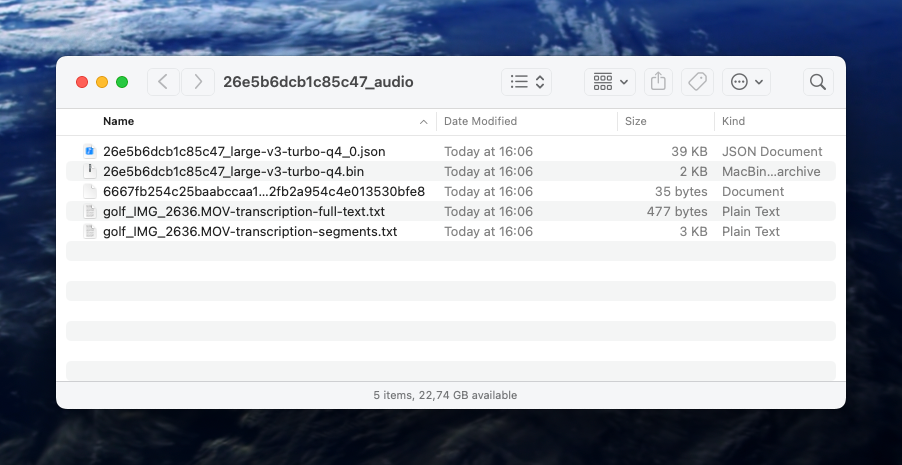 26e5b6dcb1c85c47_audio
Name Date Modified Size Kind
26e5b6dcb1c85c47_large-v3-turbo-q4_0.json Today at 16:06 39 KB JSON Document
26e5b6dcb1c85c47_large-v3-turbo-q4.bin Today at 16:06 2 KB MacBin...archive
6667fb254c25baabccaa1...2fb2a954c4e013530bfe8 Today at 16:06 35 bytes Document
golf_IMG_2636.MOV-transcription-full-text.txt Today at 16:06 477 bytes Plain Text
golf_IMG_2636.MOV-transcription-segments.txt Today at 16:06 3 KB Plain Text
5 items, 22,74 GB available